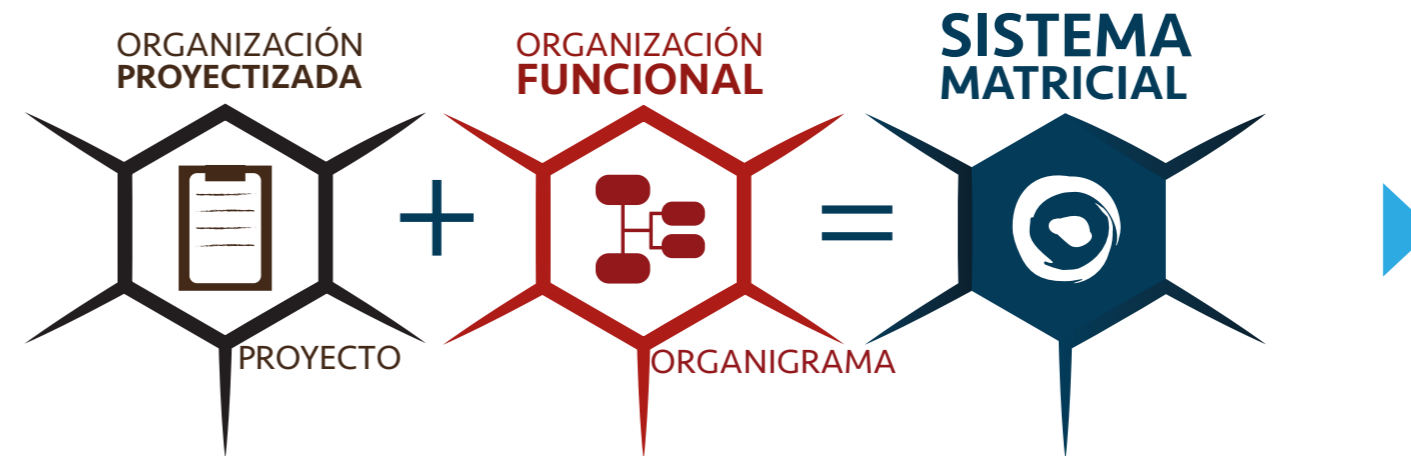 ORGANIZACIÓN
PROYECTIZADA
ORGANIZACIÓN
FUNCIONAL
SISTEMA
MATRICIAL
+
=
PROYECTO
ORGANIGRAMA